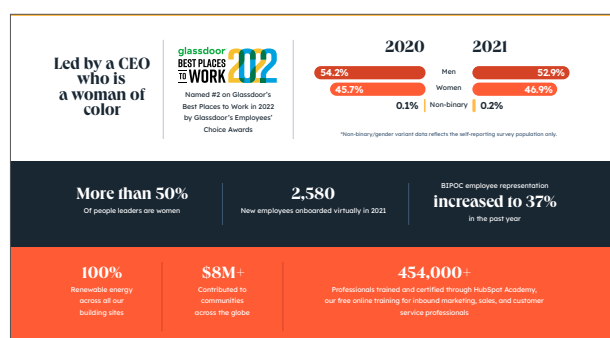 Led by a CEO
who is
a woman of
color
glassdoor
BEST PLACES
TO WORK
2022
Named #2 on Glassdoor's
Best Places to Work in 2022
by Glassdoor's Employees'
Choice Awards
2020 2021
54.2% Men 52.9%
45.7% Women 46.9%
0.1% Non-binary 0.2%
*Non-binary/gender variant data reflects the self-reporting survey population only.
More than 50%
Of people leaders are women
2,580
New employees onboarded virtually in 2021
BIPOC employee representation
increased to 37%
in the past year
100%
Renewable energy
across all our
building sites
$8M+
Contributed to
communities
across the globe
454,000+
Professionals trained and certified through HubSpot Academy,
our free online training for inbound marketing, sales, and customer
service professionals